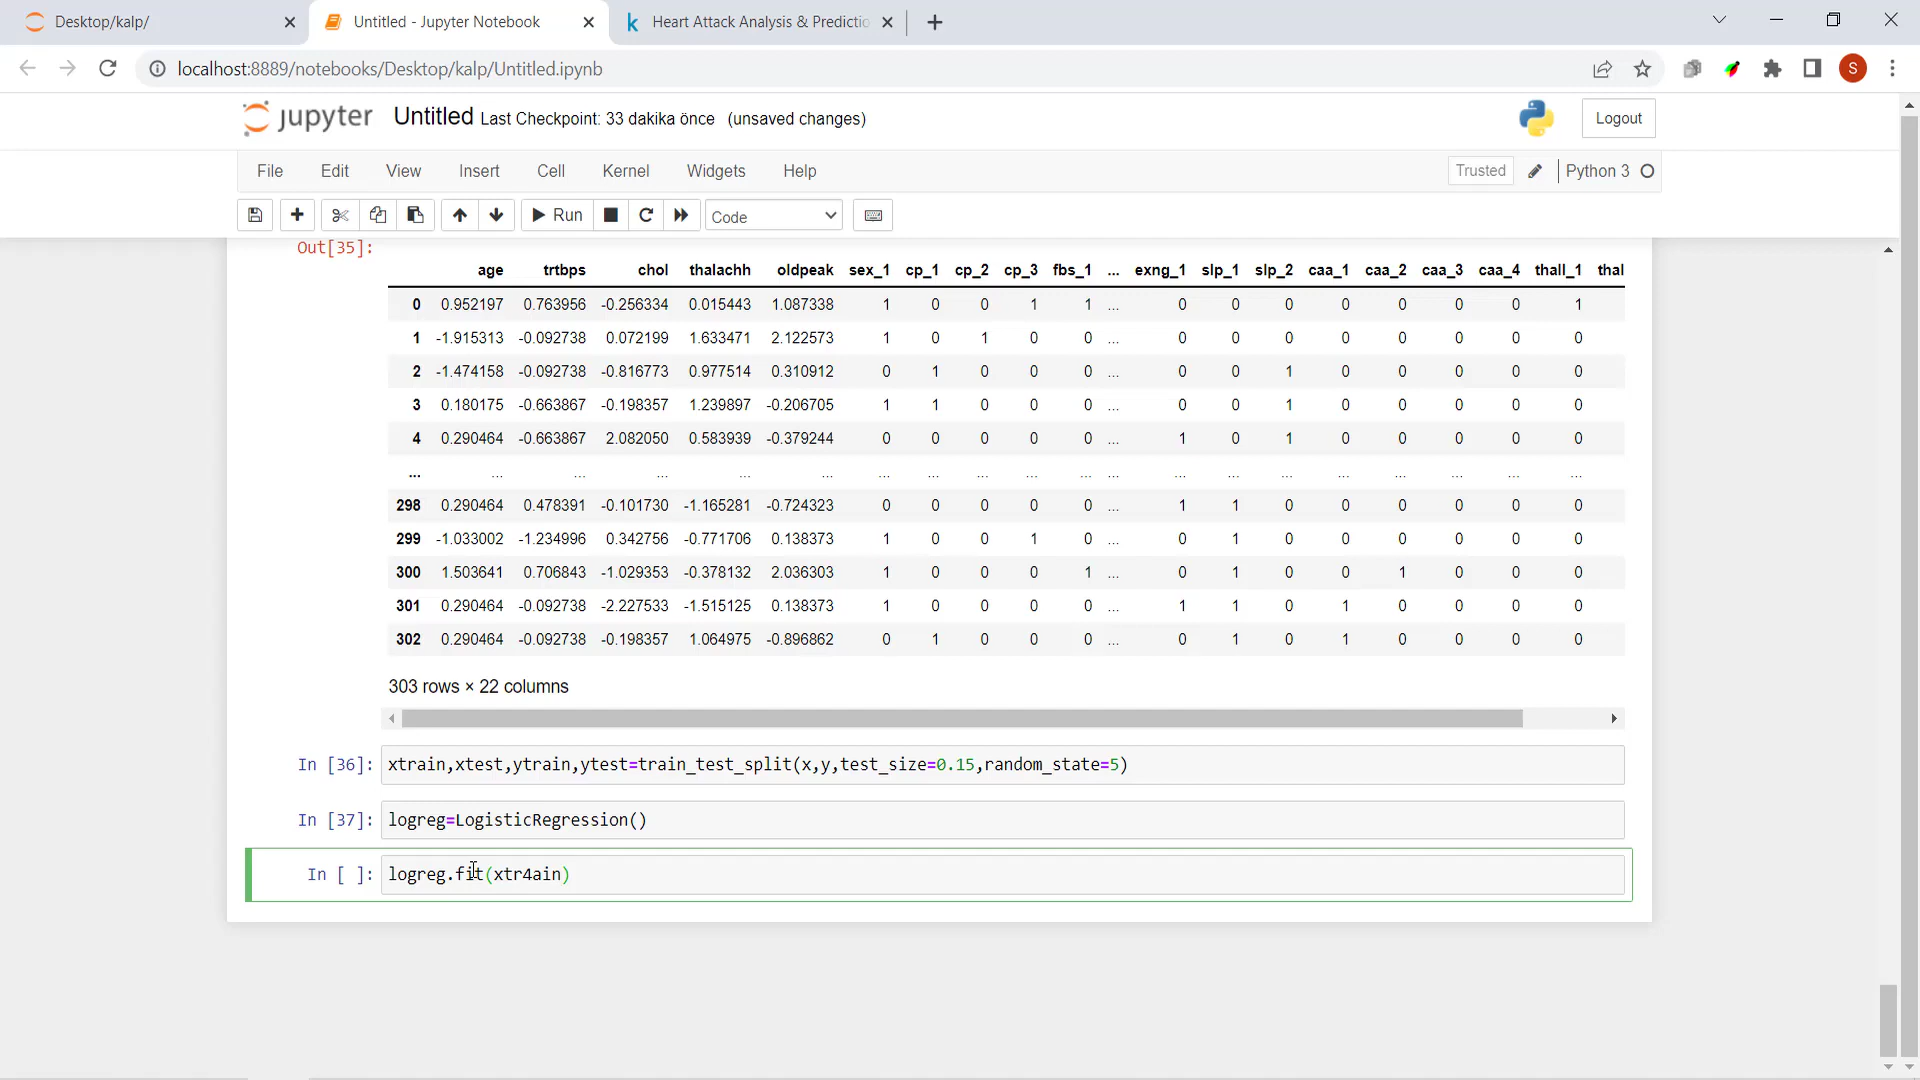 Desktop/kalp/
Untitled - Jupyter Notebook
Heart Attack Analysis & Predictio
localhost:8889/notebooks/Desktop/kalp/Untitled.ipynb
S
jupyter Untitled Last Checkpoint: 33 dakika önce (unsaved changes)
Logout
File Edit View Insert Cell Kernel Widgets Help
Trusted Python 3
Run Code
Out[35]:
age trtbps chol thalachh oldpeak sex_1 cp_1 cp_2 cp_3 fbs_1 ... exng_1 slp_1 slp_2 caa_1 caa_2 caa_3 caa_4 thall_1 thal
0 0.952197 0.763956 -0.256334 0.015443 1.087338 1 0 0 1 1 ... 0 0 0 0 0 0 0 1
1 -1.915313 -0.092738 0.072199 1.633471 2.122573 1 0 1 0 0 ... 0 0 0 0 0 0 0 0
2 -1.474158 -0.092738 -0.816773 0.977514 0.310912 0 1 0 0 0 ... 0 0 1 0 0 0 0 0
3 0.180175 -0.663867 -0.198357 1.239897 -0.206705 1 1 0 0 0 ... 0 0 1 0 0 0 0 0
4 0.290464 -0.663867 2.082050 0.583939 -0.379244 0 0 0 0 0 ... 1 0 1 0 0 0 0 0
... ... ... ... ... ... ... ... ... ... ... ... ... ... ... ... ... ... ... ...
298 0.290464 0.478391 -0.101730 -1.165281 -0.724323 0 0 0 0 0 ... 1 1 0 0 0 0 0 0
299 -1.033002 -1.234996 0.342756 -0.771706 0.138373 1 0 0 1 0 ... 0 1 0 0 0 0 0 0
300 1.503641 0.706843 -1.029353 -0.378132 2.036303 1 0 0 0 1 ... 0 1 0 0 1 0 0 0
301 0.290464 -0.092738 -2.227533 -1.515125 0.138373 1 0 0 0 0 ... 1 1 0 1 0 0 0 0
302 0.290464 -0.092738 -0.198357 1.064975 -0.896862 0 1 0 0 0 ... 0 1 0 1 0 0 0 0
303 rows × 22 columns
In [36]: xtrain,xtest,ytrain,ytest=train_test_split(x,y,test_size=0.15,random_state=5)
In [37]: logreg=LogisticRegression()
In [ ]: logreg.fit(xtr4ain)